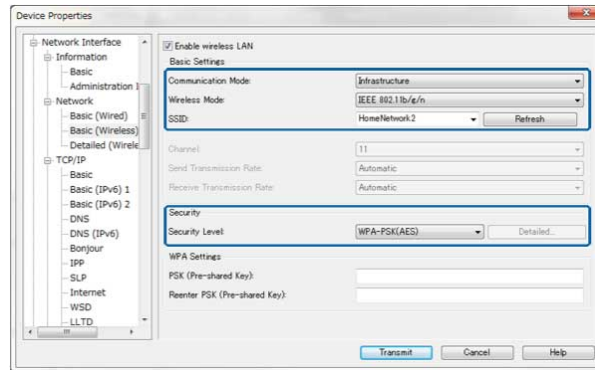 Device Properties
Network Interface
Information
Basic
Administration I
Network
Basic (Wired)
Basic (Wireless)
Detailed (Wirele
TCP/IP
Basic
Basic (IPv6) 1
Basic (IPv6) 2
DNS
DNS (IPv6)
Bonjour
IPP
SLP
Internet
WSD
LLTD
Enable wireless LAN
Basic Settings
Communication Mode: Infrastructure
Wireless Mode: IEEE 802.11b/g/n
SSID: HomeNetwork2 Refresh
Channel: 11
Send Transmission Rate: Automatic
Receive Transmission Rate: Automatic
Security
Security Level: WPA-PSK(AES) Detailed...
WPA Settings
PSK (Pre-shared Key):
Reenter PSK (Pre-shared Key):
Transmit Cancel Help